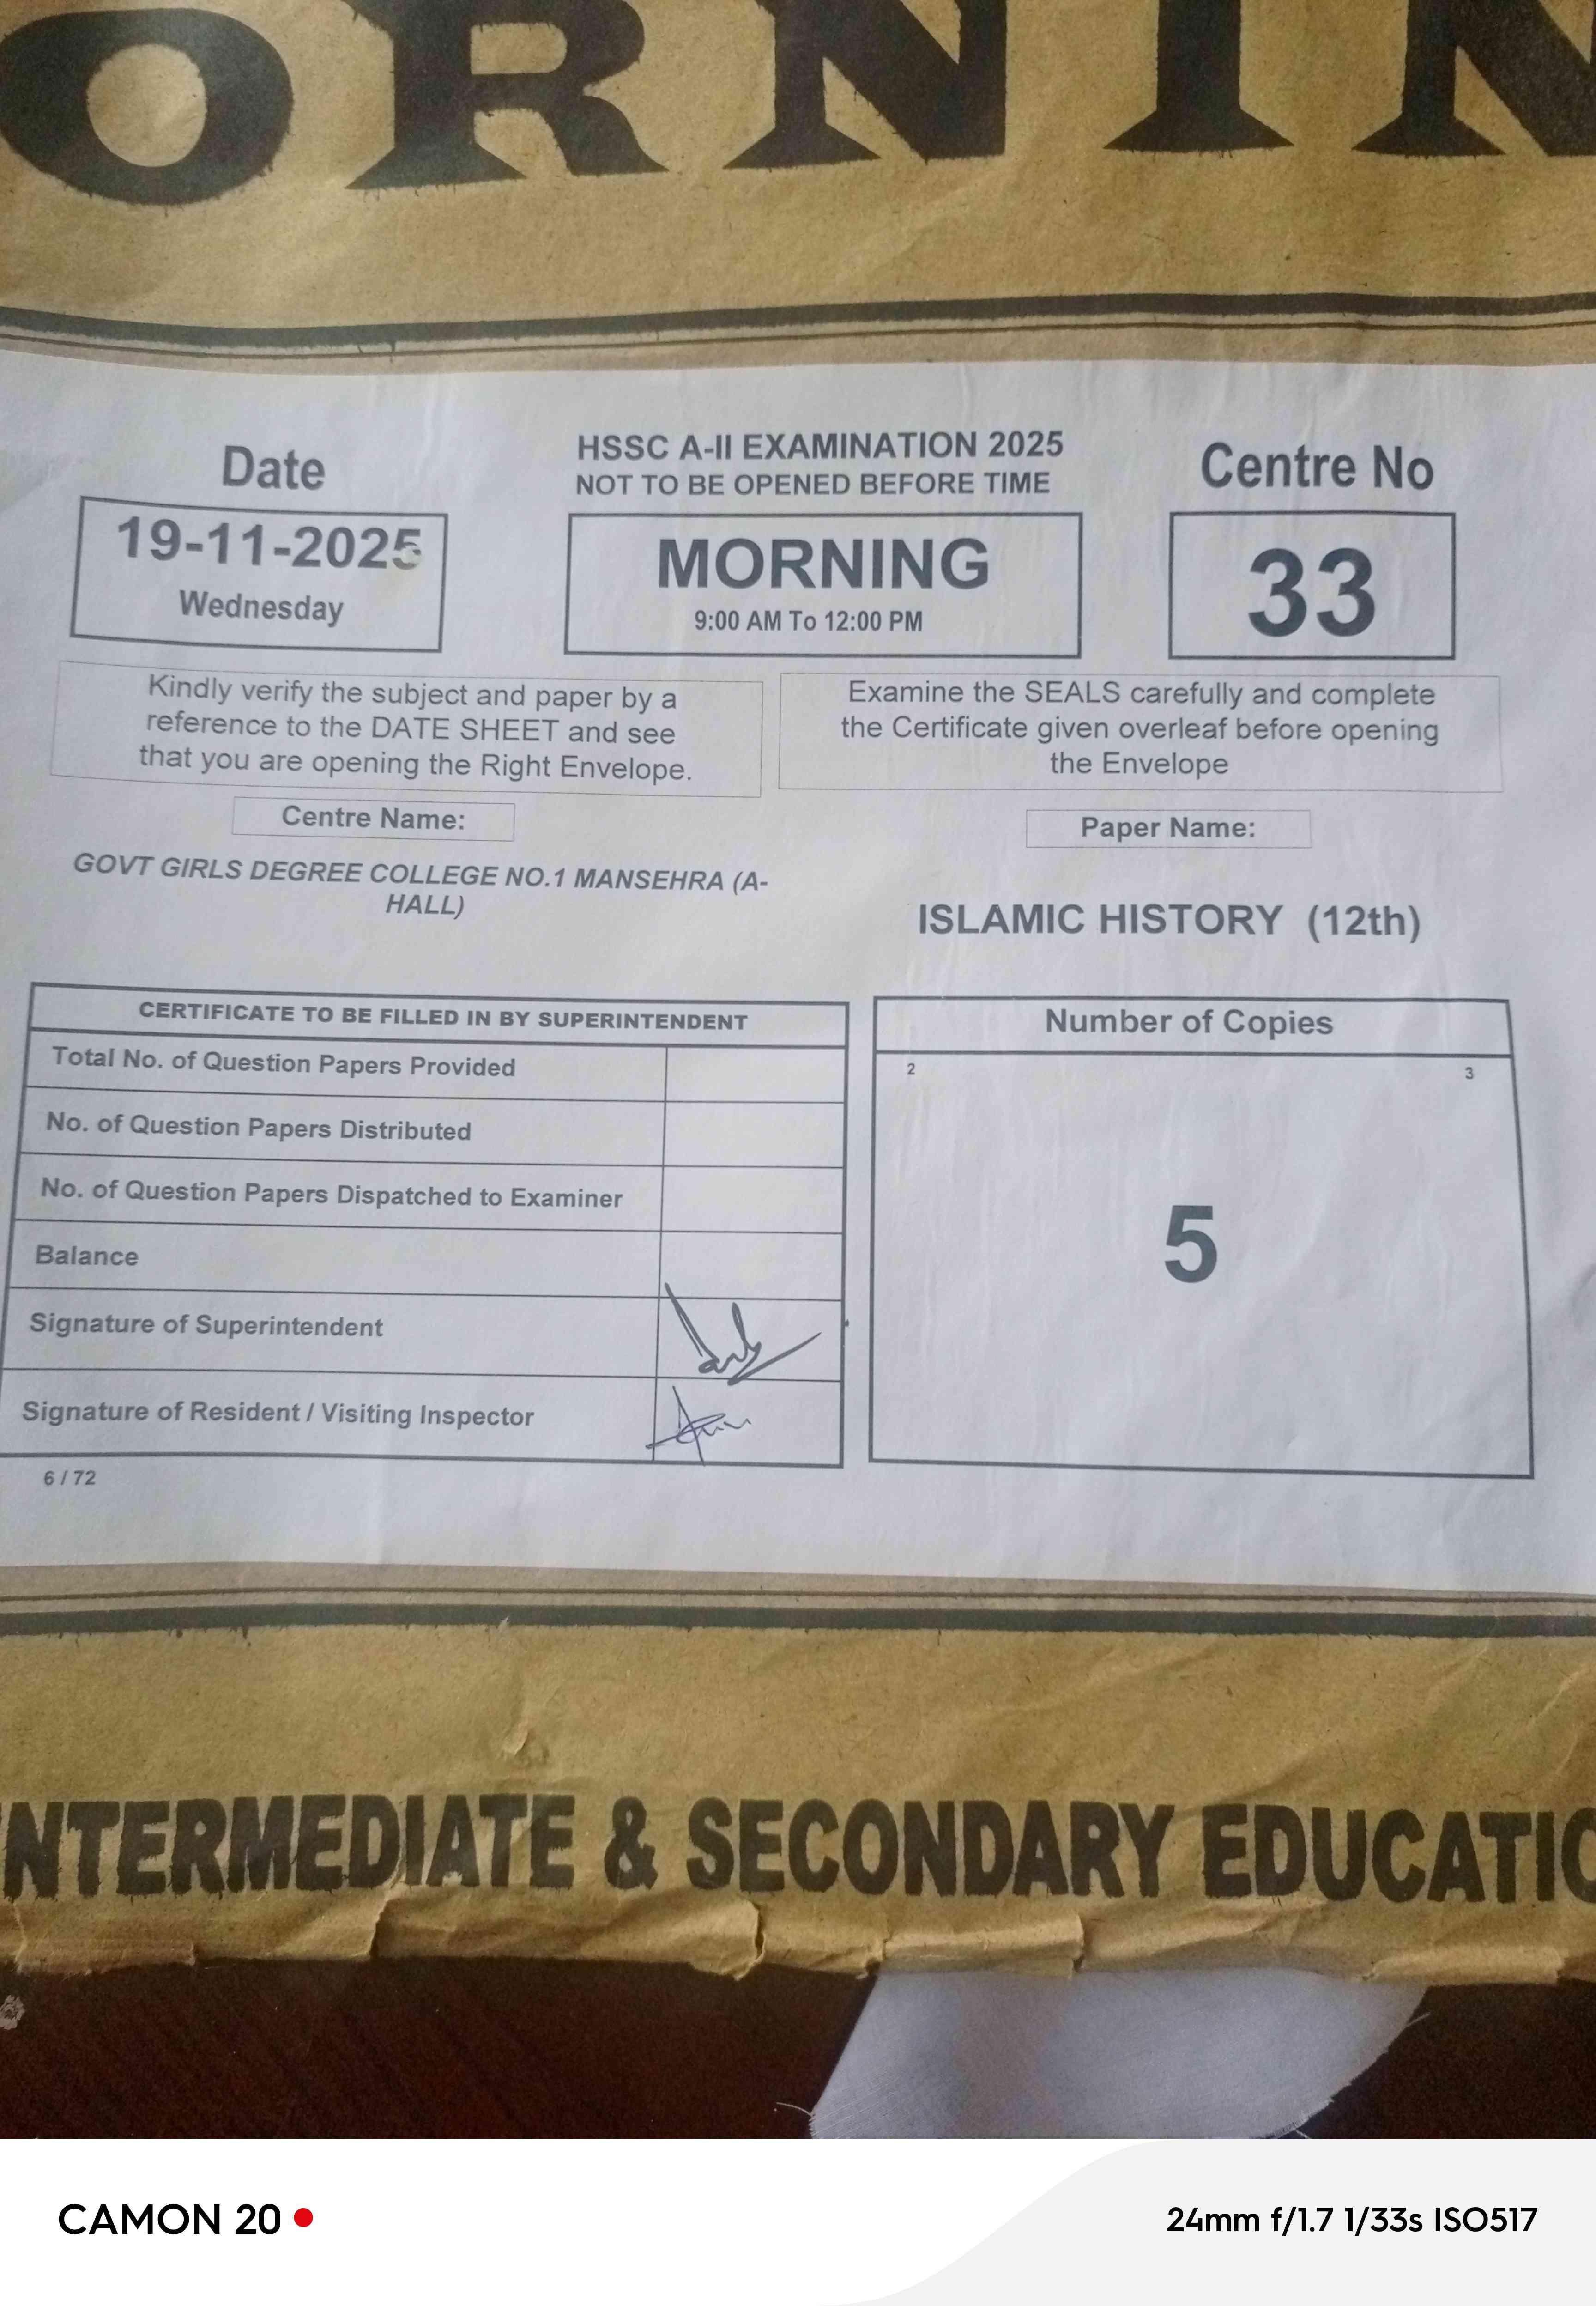 ORNIN
Date
HSSC A-II EXAMINATION 2025
NOT TO BE OPENED BEFORE TIME
Centre No
19-11-2025
Wednesday
MORNING
9:00 AM To 12:00 PM
33
Kindly verify the subject and paper by a
reference to the DATE SHEET and see
that you are opening the Right Envelope.
Examine the SEALS carefully and complete
the Certificate given overleaf before opening
the Envelope
Centre Name:
Paper Name:
GOVT GIRLS DEGREE COLLEGE NO.1 MANSEHRA (A-
HALL)
ISLAMIC HISTORY (12th)
CERTIFICATE TO BE FILLED IN BY SUPERINTENDENT
Total No. of Question Papers Provided
No. of Question Papers Distributed
No. of Question Papers Dispatched to Examiner
Balance
Signature of Superintendent
Signature of Resident / Visiting Inspector
Number of Copies
2
3
5
6 / 72
NTERMEDIATE & SECONDARY EDUCATIO
CAMON 20
24mm f/1.7 1/33s ISO517